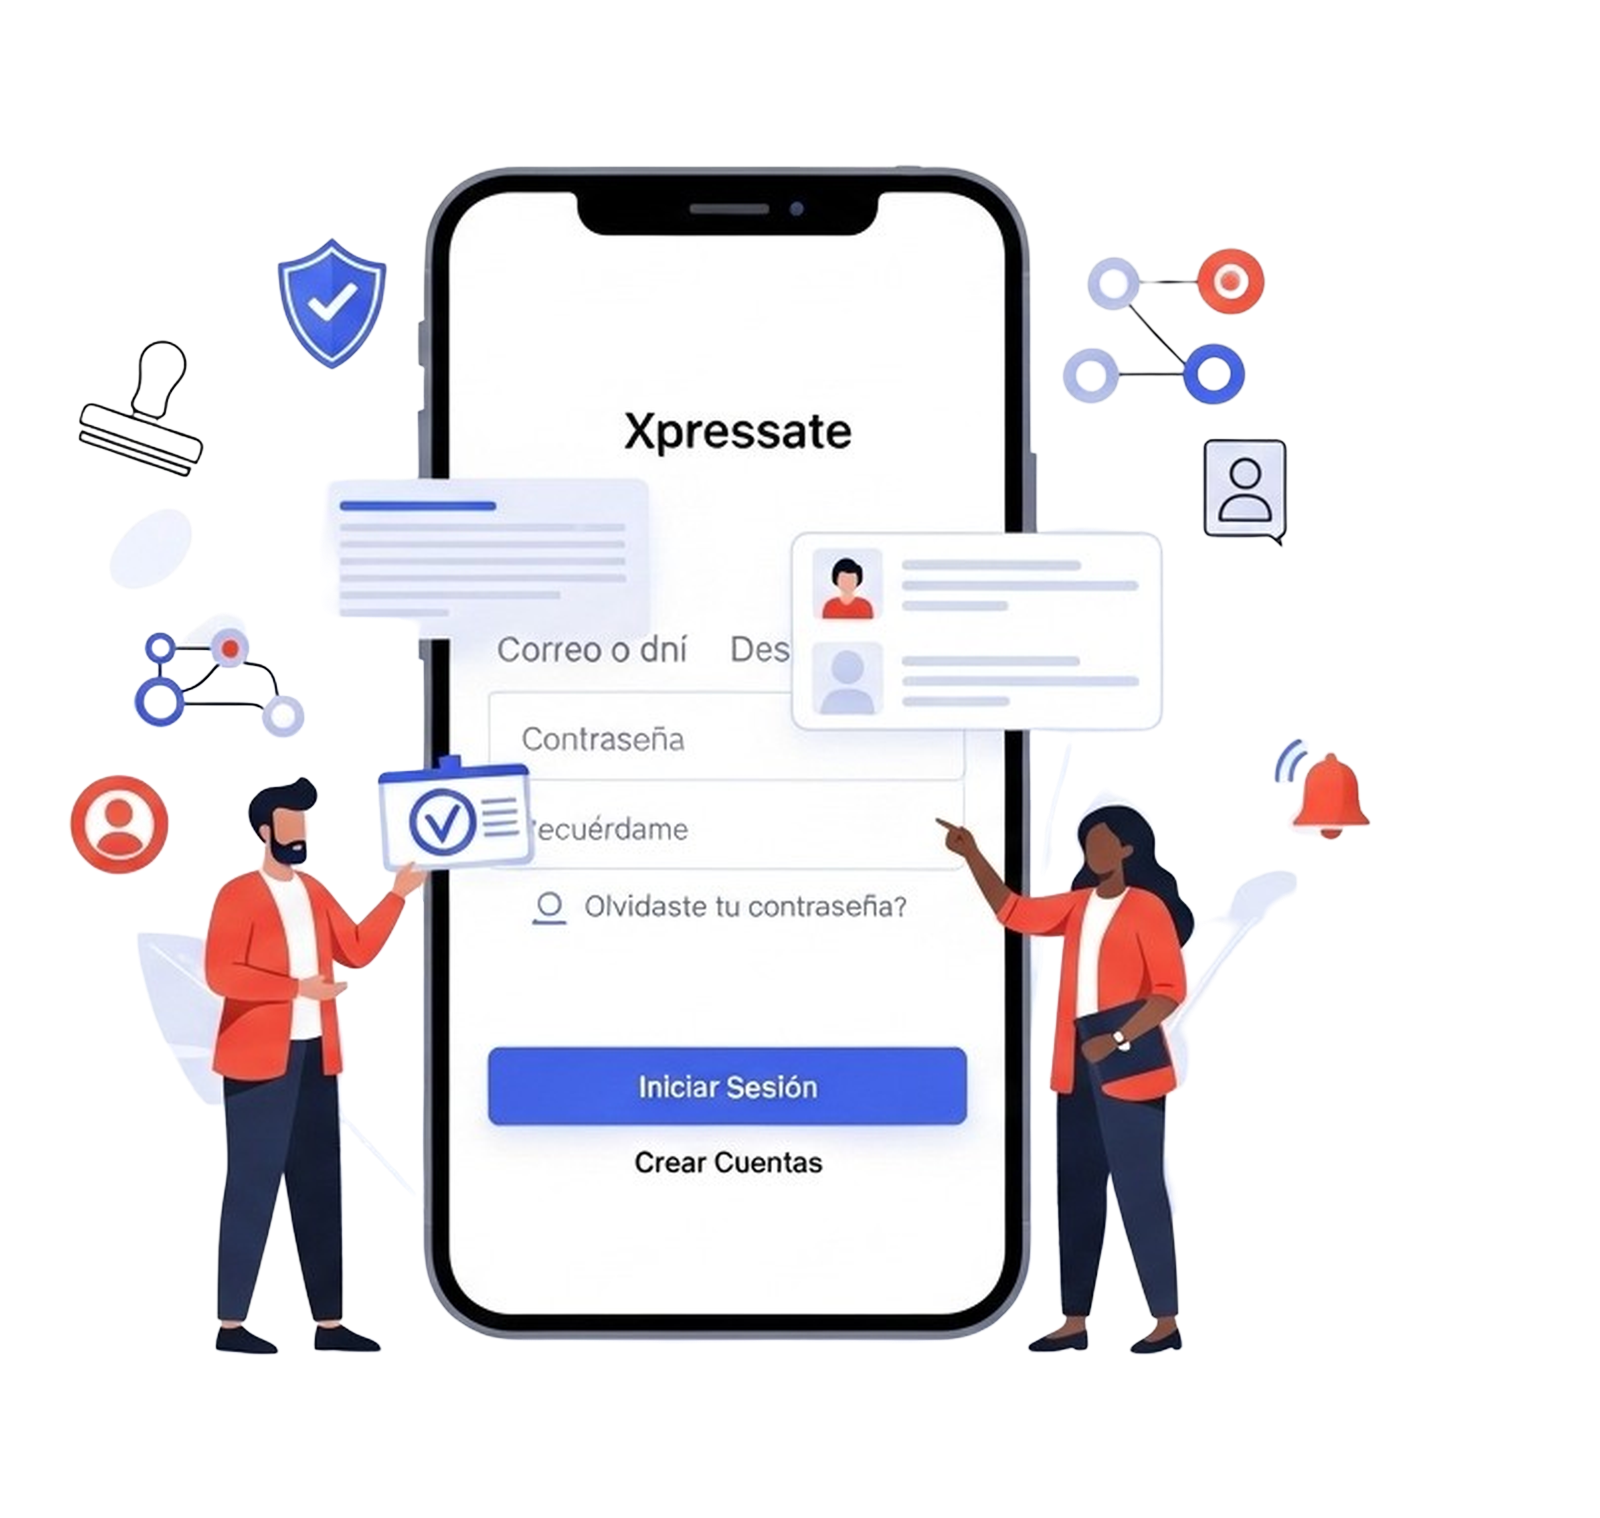 Xpressate
Correo o dní Des
Contraseña
ecuérdame
Olvidaste tu contraseña?
Iniciar Sesión
Crear Cuentas